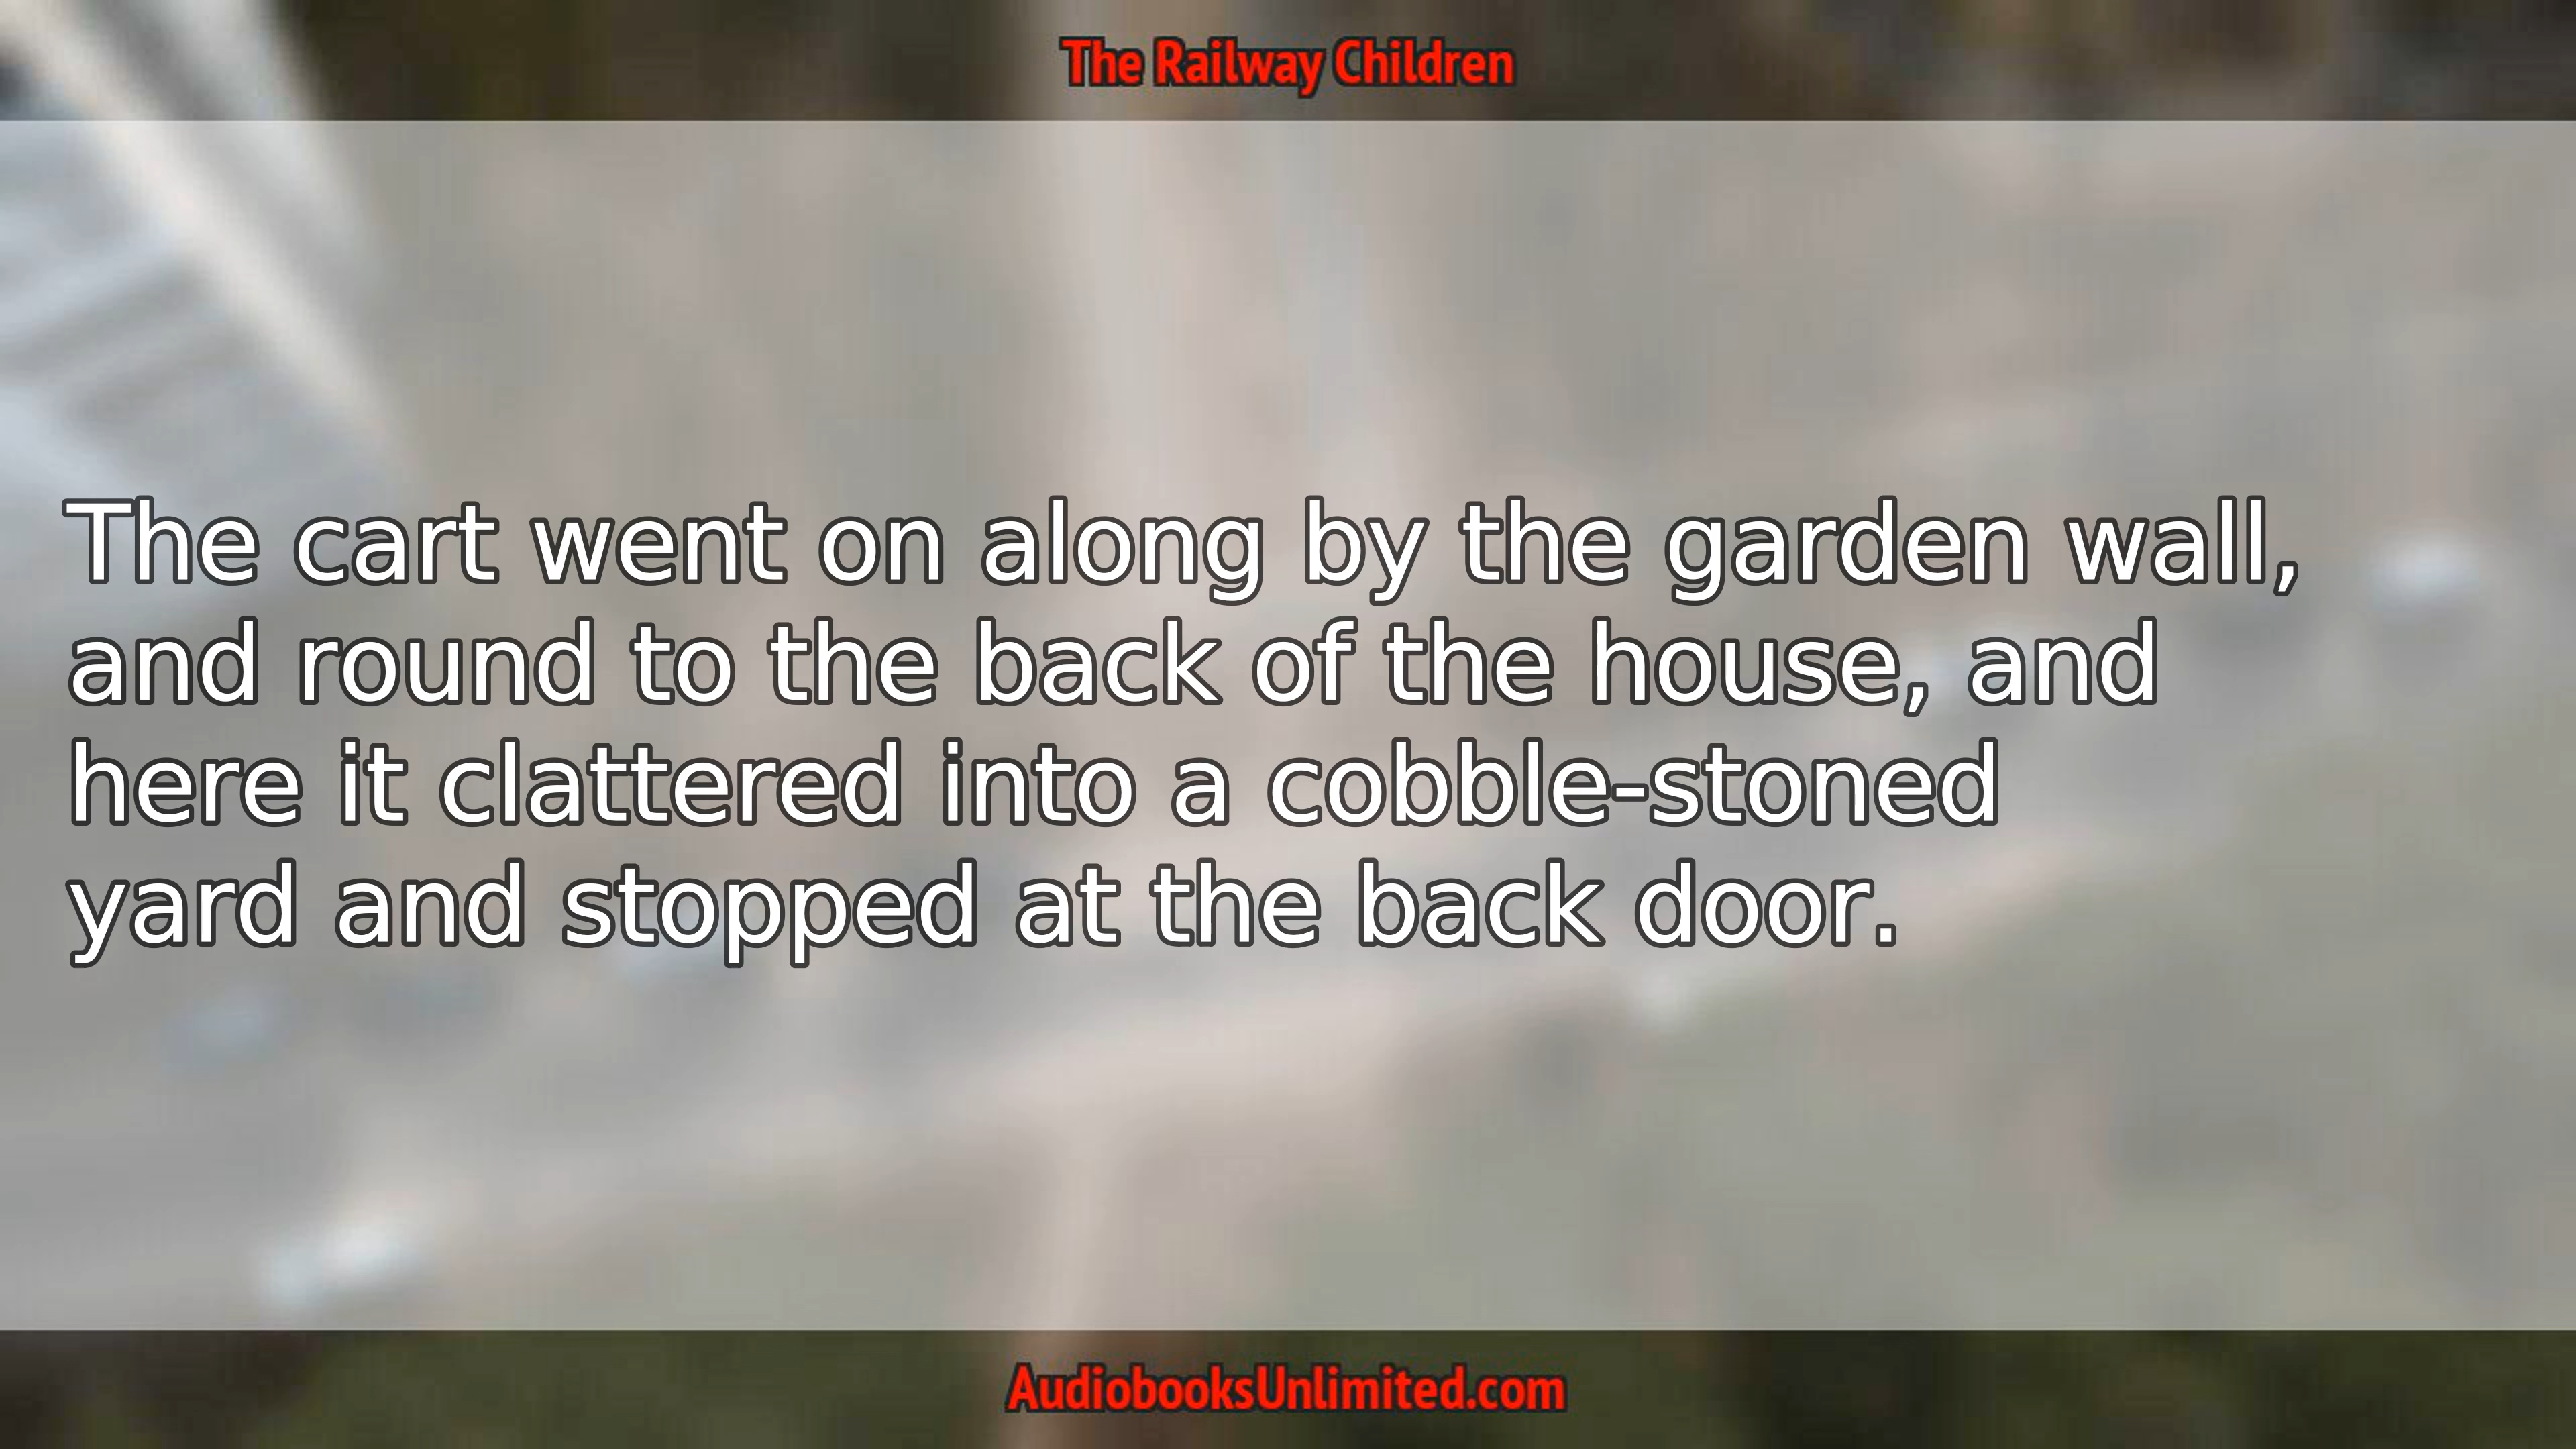 The Railway Children
The cart went on along by the garden wall,
and round to the back of the house, and
here it clattered into a cobble-stoned
yard and stopped at the back door.
AudiobooksUnlimited.com